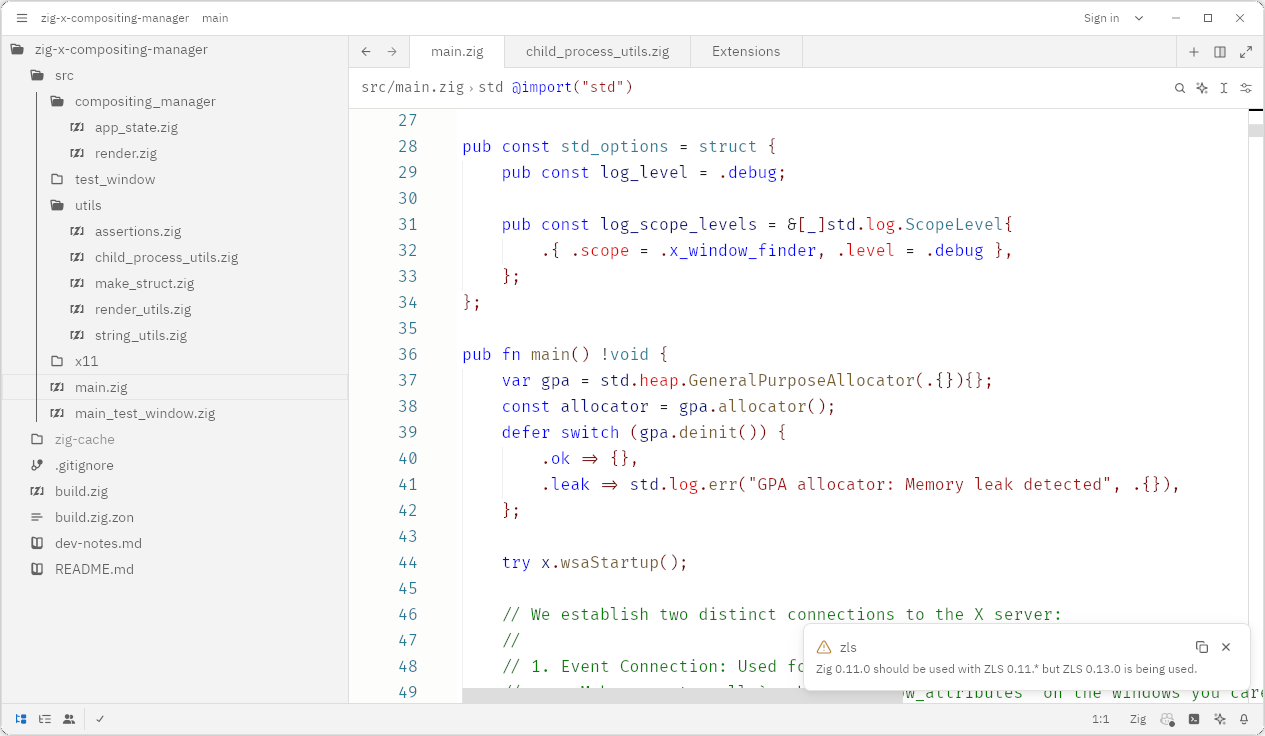 zig-x-compositing-manager main
Sign in
zig-x-compositing-manager
src
compositing_manager
app_state.zig
render.zig
test_window
utils
assertions.zig
child_process_utils.zig
make_struct.zig
render_utils.zig
string_utils.zig
x11
main.zig
main_test_window.zig
zig-cache
.gitignore
build.zig
build.zig.zon
dev-notes.md
README.md
main.zig child_process_utils.zig Extensions
src/main.zig › std @import("std")
27
28 pub const std_options = struct {
29 pub const log_level = .debug;
30
31 pub const log_scope_levels = &[_]std.log.ScopeLevel{
32 .{ .scope = .x_window_finder, .level = .debug },
33 };
34 };
35
36 pub fn main() !void {
37 var gpa = std.heap.GeneralPurposeAllocator(.{}){};
38 const allocator = gpa.allocator();
39 defer switch (gpa.deinit()) {
40 .ok => {},
41 .leak => std.log.err("GPA allocator: Memory leak detected", .{}),
42 };
43
44 try x.wsaStartup();
45
46 // We establish two distinct connections to the X server:
47 //
48 // 1. Event Connection: Used
49 on the windows you
zls
Zig 0.11.0 should be used with ZLS 0.11.* but ZLS 0.13.0 is being used.
1:1 Zig